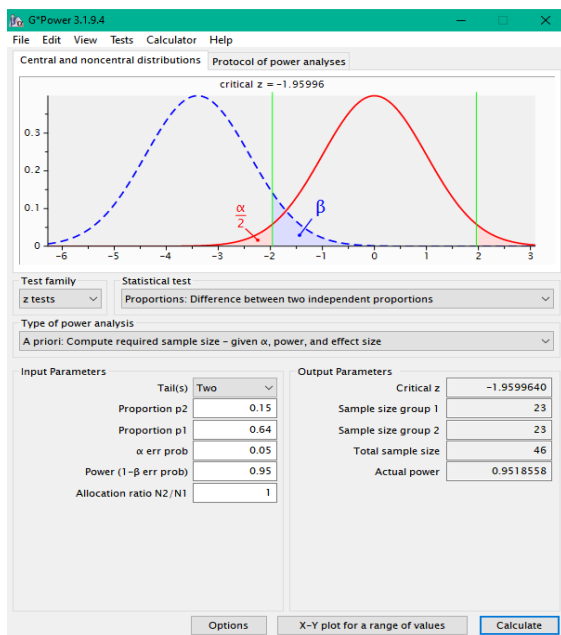 G*Power 3.1.9.4
File Edit View Tests Calculator Help
Central and noncentral distributions Protocol of power analyses
critical z = -1.95996
0.3
0.2
0.1
0
α
2
β
-6 -5 -4 -3 -2 -1 0 1 2 3
Test family Statistical test
z tests Proportions: Difference between two independent proportions
Type of power analysis
A priori: Compute required sample size - given α, power, and effect size
Input Parameters Output Parameters
Tail(s) Two Critical z -1.9599640
Proportion p2 0.15 Sample size group 1 23
Proportion p1 0.64 Sample size group 2 23
α err prob 0.05 Total sample size 46
Power (1-β err prob) 0.95 Actual power 0.9518558
Allocation ratio N2/N1 1
Options X-Y plot for a range of values Calculate